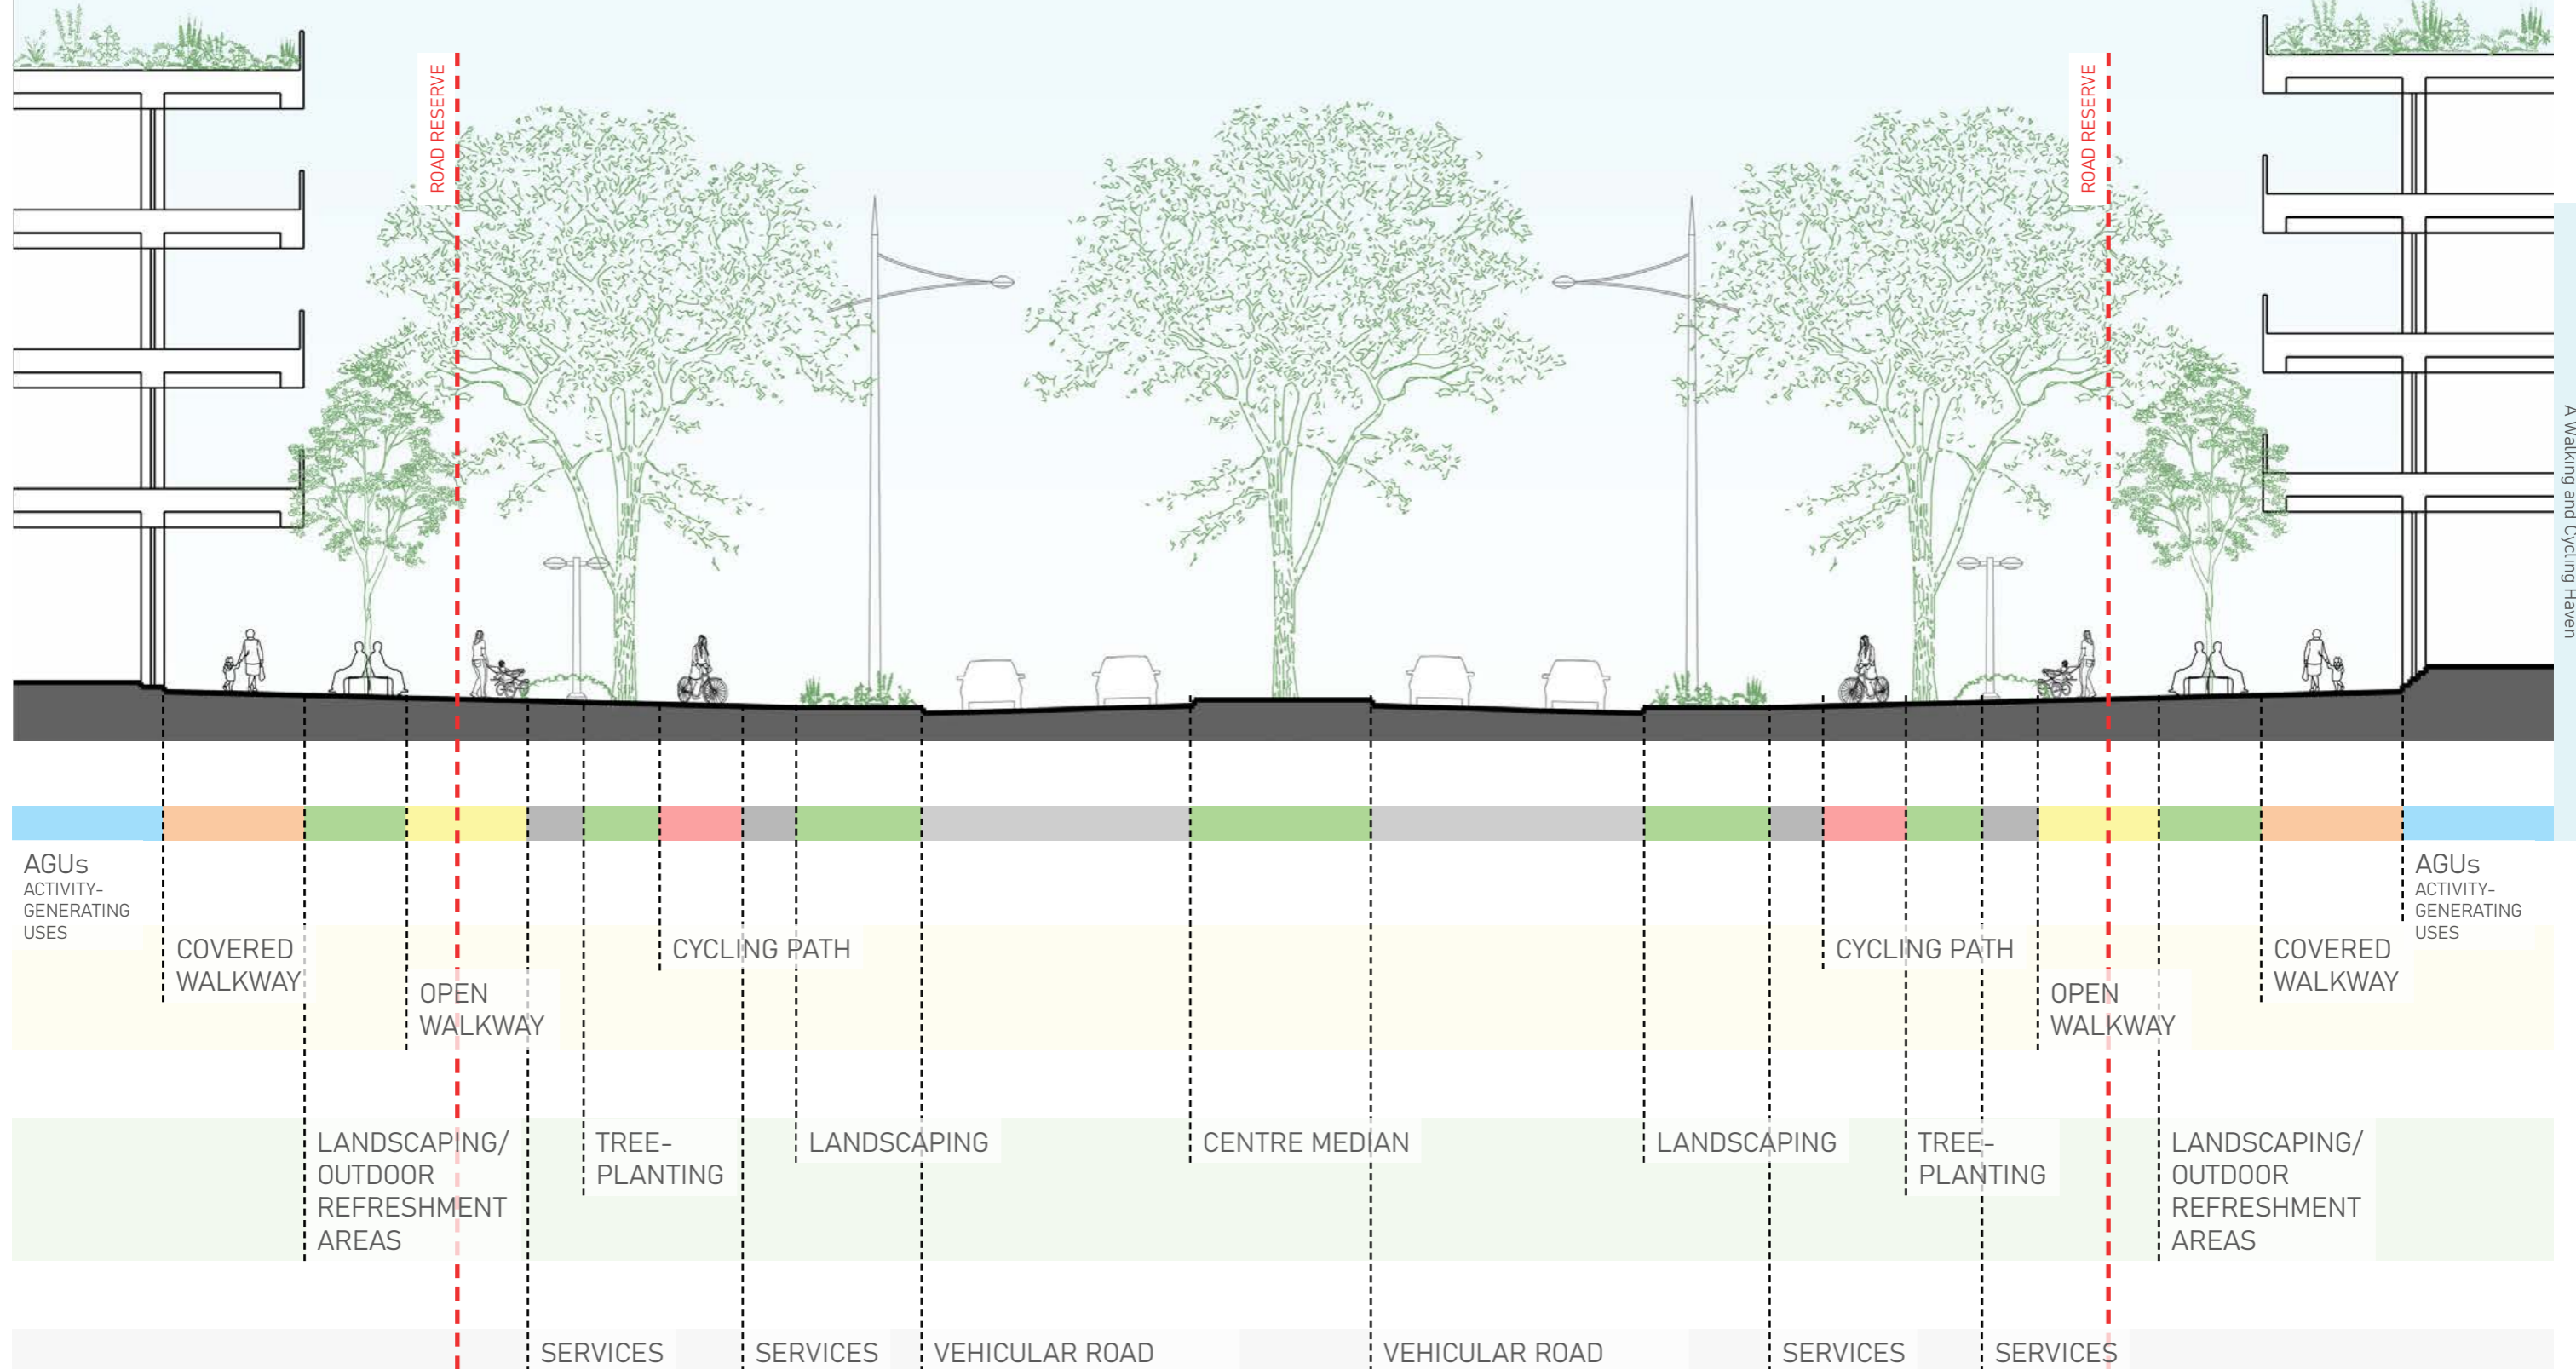 ROAD RESERVE
ROAD RESERVE
A Walking and Cycling Haven
AGUs
ACTIVITY-
GENERATING
USES
AGUs
ACTIVITY-
GENERATING
USES
COVERED
WALKWAY
CYCLING PATH
CYCLING PATH
COVERED
WALKWAY
OPEN
WALKWAY
OPEN
WALKWAY
LANDSCAPING/
OUTDOOR
REFRESHMENT
AREAS
TREE-
PLANTING
LANDSCAPING
CENTRE MEDIAN
LANDSCAPING
TREE-
PLANTING
LANDSCAPING/
OUTDOOR
REFRESHMENT
AREAS
SERVICES
SERVICES
VEHICULAR ROAD
VEHICULAR ROAD
SERVICES
SERVICES